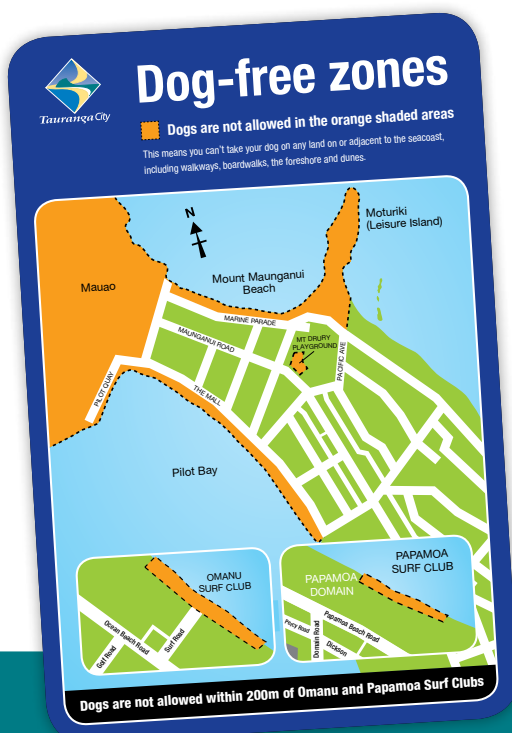 Dog-free zones
Tauranga City
Dogs are not allowed in the orange shaded areas
This means you can't take your dog on any land on or adjacent to the seacoast,
including walkways, boardwalks, the foreshore and dunes.
N
Moturiki
(Leisure Island)
Mauao
Mount Maunganui
Beach
MARINE PARADE
MAUNGANUI ROAD
MT DRURY
PLAYGROUND
PACIFIC AVE
PILOT QUAY
THE MALL
Pilot Bay
OMANU
SURF CLUB
Ocean Beach Road
Golf Road
Surf Road
PAPAMOA
SURF CLUB
PAPAMOA
DOMAIN
Percy Road
Domain Road
Papamoa Beach Road
Dickson
Dogs are not allowed within 200m of Omanu and Papamoa Surf Clubs